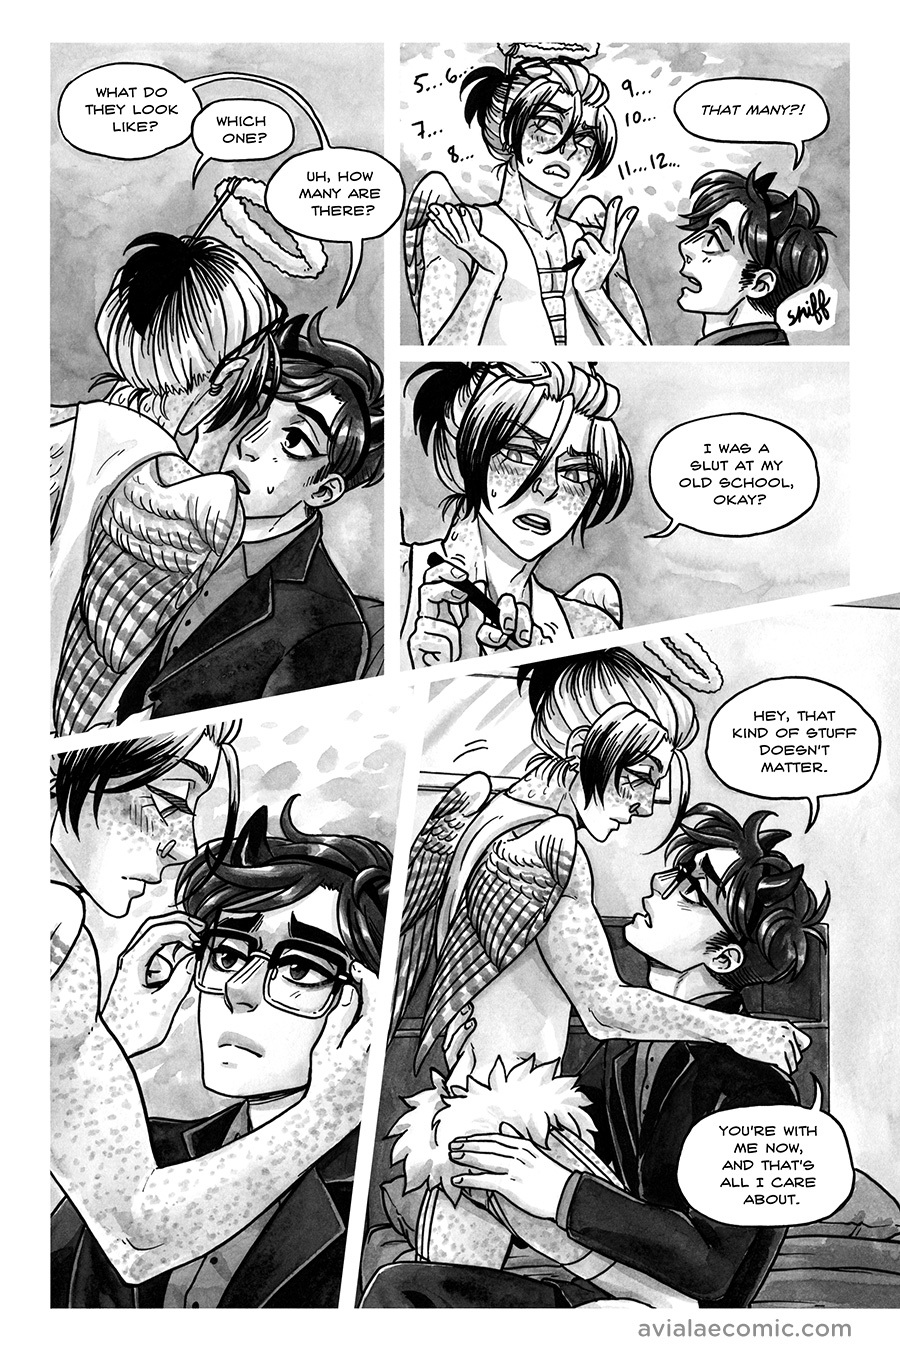 WHAT DO
THEY LOOK
LIKE?
WHICH
ONE?
UH, HOW
MANY ARE
THERE?
5...6...
7...
8...
9...
10...
11...12...
THAT MANY?!
sniff
I WAS A
SLUT AT MY
OLD SCHOOL,
OKAY?
HEY, THAT
KIND OF STUFF
DOESN'T
MATTER.
YOU'RE WITH
ME NOW,
AND THAT'S
ALL I CARE
ABOUT.
avialaecomic.com